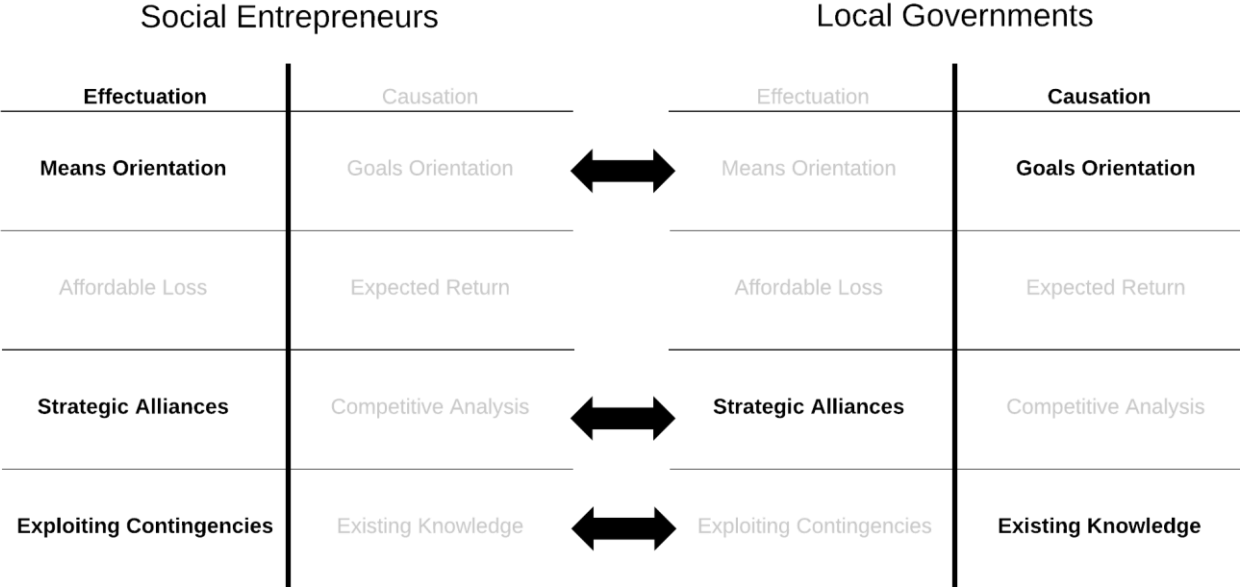 Social Entrepreneurs Local Governments
Effectuation Causation Effectuation Causation
Means Orientation Goals Orientation Means Orientation Goals Orientation
Affordable Loss Expected Return Affordable Loss Expected Return
Strategic Alliances Competitive Analysis Strategic Alliances Competitive Analysis
Exploiting Contingencies Existing Knowledge Exploiting Contingencies Existing Knowledge